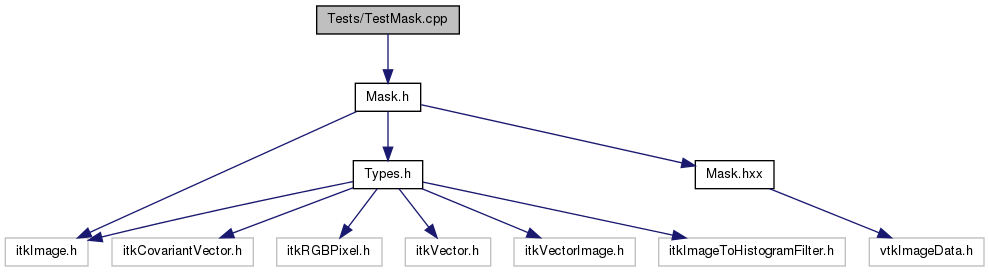 Tests/TestMask.cpp
Mask.h
Types.h
Mask.hxx
itkImage.h
itkCovariantVector.h
itkRGBPixel.h
itkVector.h
itkVectorImage.h
itkImageToHistogramFilter.h
vtkImageData.h